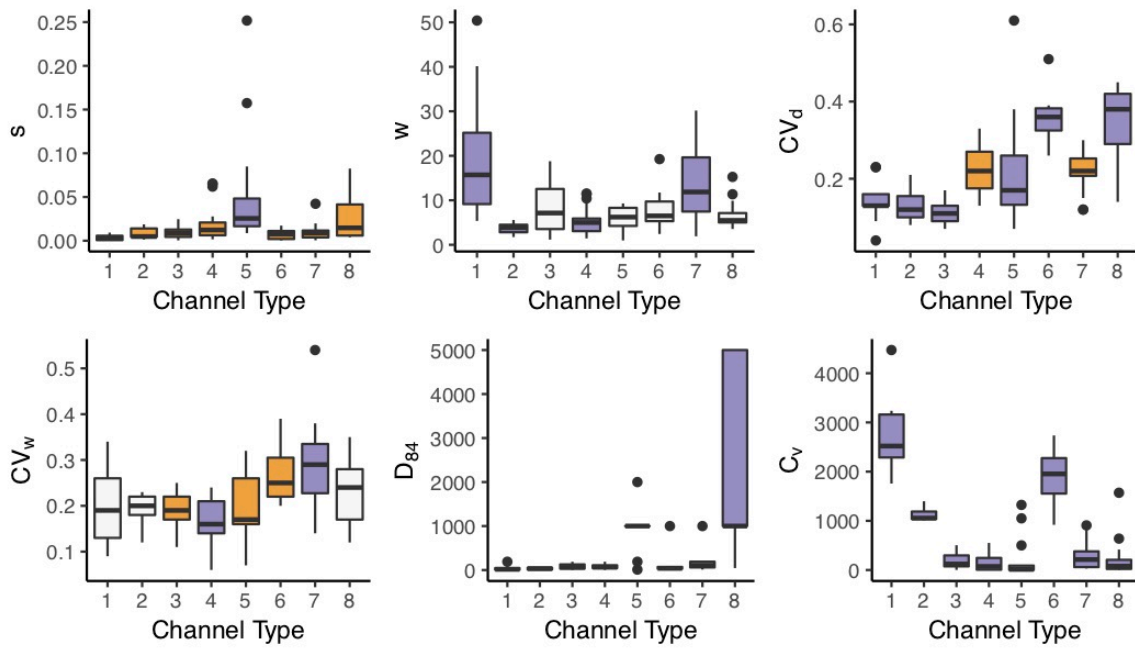 s
0.25
0.20
0.15
0.10
0.05
0.00
1 2 3 4 5 6 7 8
Channel Type
w
50
40
30
20
10
0
1 2 3 4 5 6 7 8
Channel Type
CVd
0.6
0.4
0.2
1 2 3 4 5 6 7 8
Channel Type
CVw
0.5
0.4
0.3
0.2
0.1
1 2 3 4 5 6 7 8
Channel Type
D84
5000
4000
3000
2000
1000
0
1 2 3 4 5 6 7 8
Channel Type
Cv
4000
3000
2000
1000
0
1 2 3 4 5 6 7 8
Channel Type